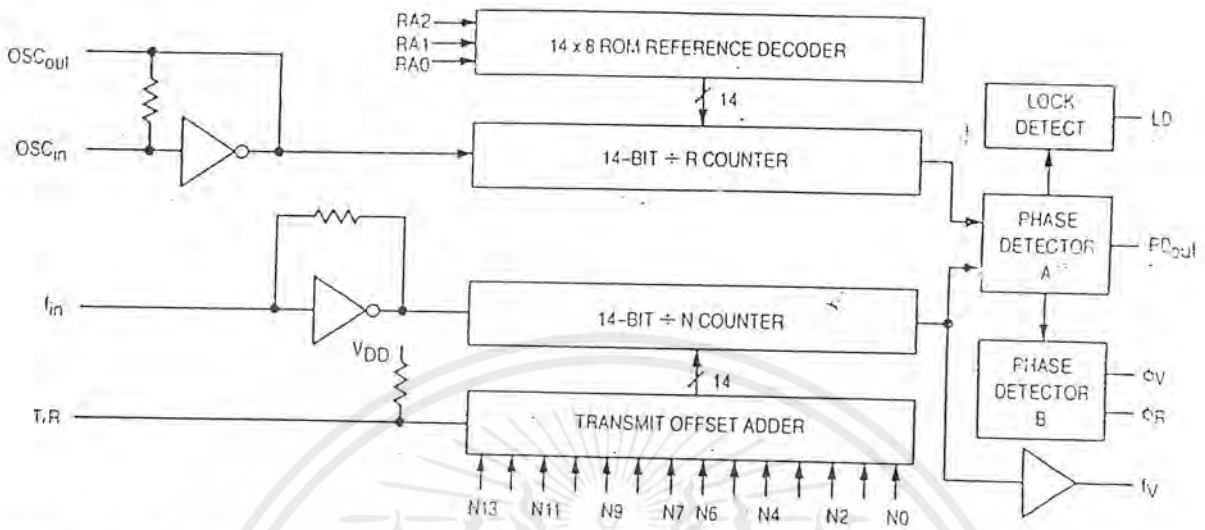 RA2
RA1
RA0
14 x 8 ROM REFERENCE DECODER
OSCout
14
LOCK
DETECT
LD
OSCin
14-BIT ÷ R COUNTER
PHASE
DETECTOR
A
PDout
fin
14-BIT ÷ N COUNTER
VDD
14
PHASE
DETECTOR
B
ΦV
ΦR
T/R
TRANSMIT OFFSET ADDER
fV
N13 N11 N9 N7 N6 N4 N2 N0